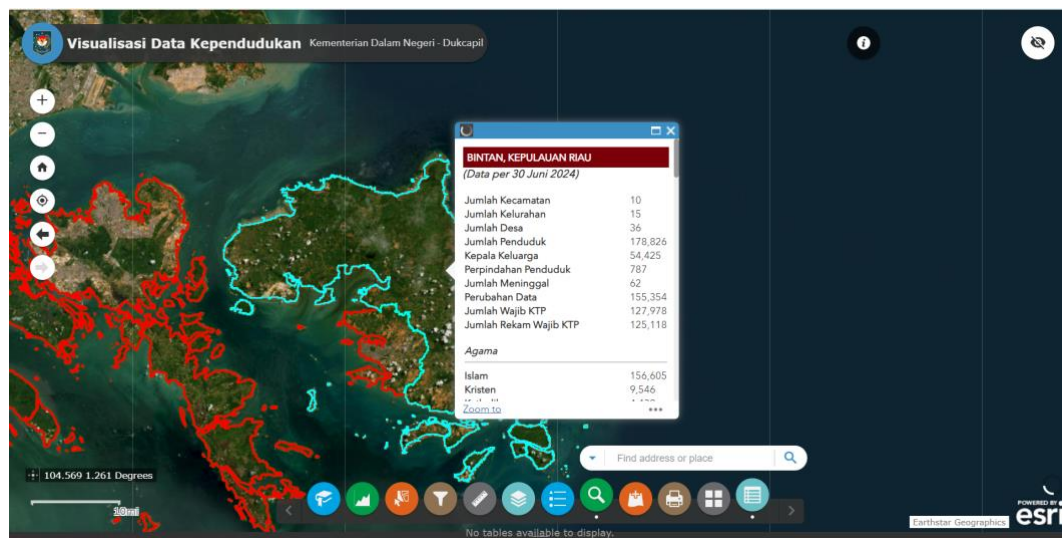 Visualisasi Data Kependudukan Kementerian Dalam Negeri - Dukcapil
BINTAN, KEPULAUAN RIAU
(Data per 30 Juni 2024)
Jumlah Kecamatan 10
Jumlah Kelurahan 15
Jumlah Desa 36
Jumlah Penduduk 178,826
Kepala Keluarga 54,425
Perpindahan Penduduk 787
Jumlah Meninggal 62
Perubahan Data 155,354
Jumlah Wajib KTP 127,978
Jumlah Rekam Wajib KTP 125,118
Agama
Islam 156,605
Kristen 9,546
Zoom to
Find address or place
104.569 1.261 Degrees
10mi
No tables available to display.
Earthstar Geographics
POWERED BY
esri